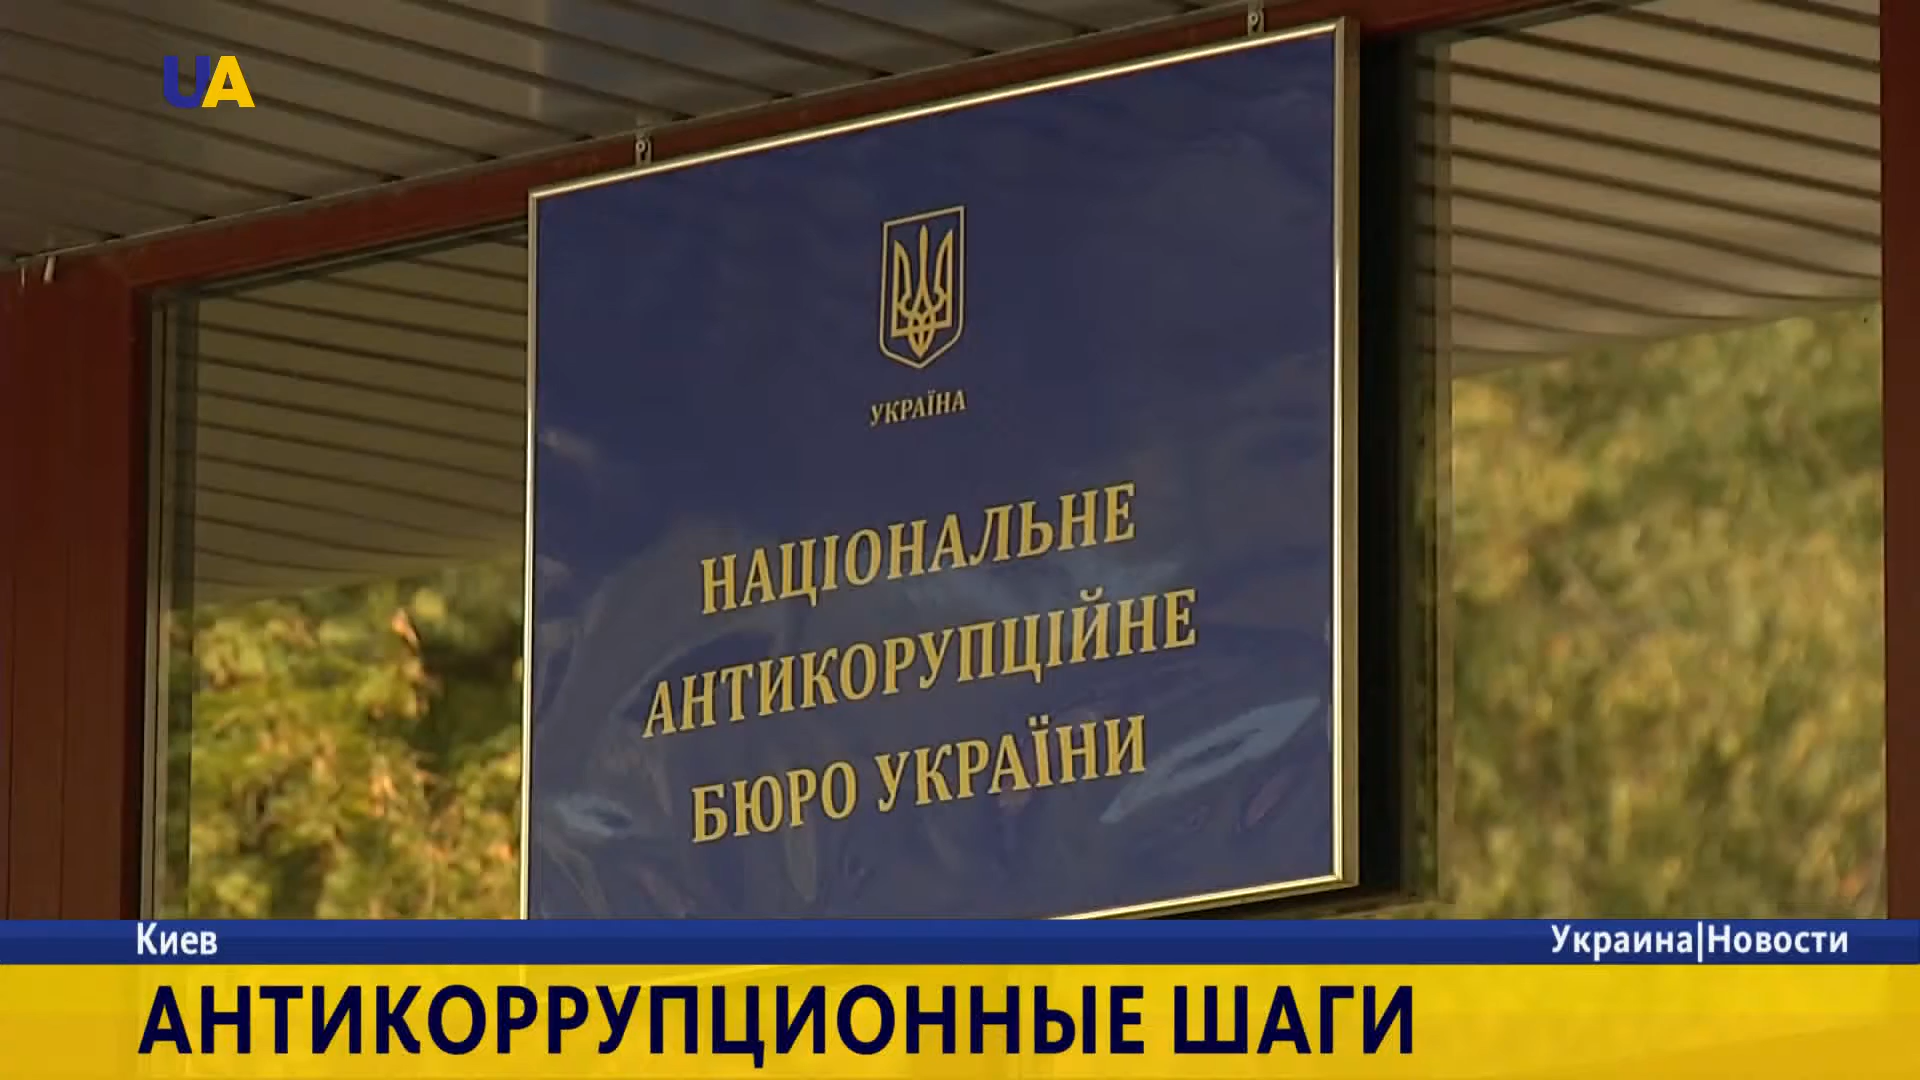 UA
УКРАЇНА
НАЦІОНАЛЬНЕ
АНТИКОРУПЦІЙНЕ
БЮРО УКРАЇНИ
Киев
Украина|Новости
АНТИКОРРУПЦИОННЫЕ ШАГИ